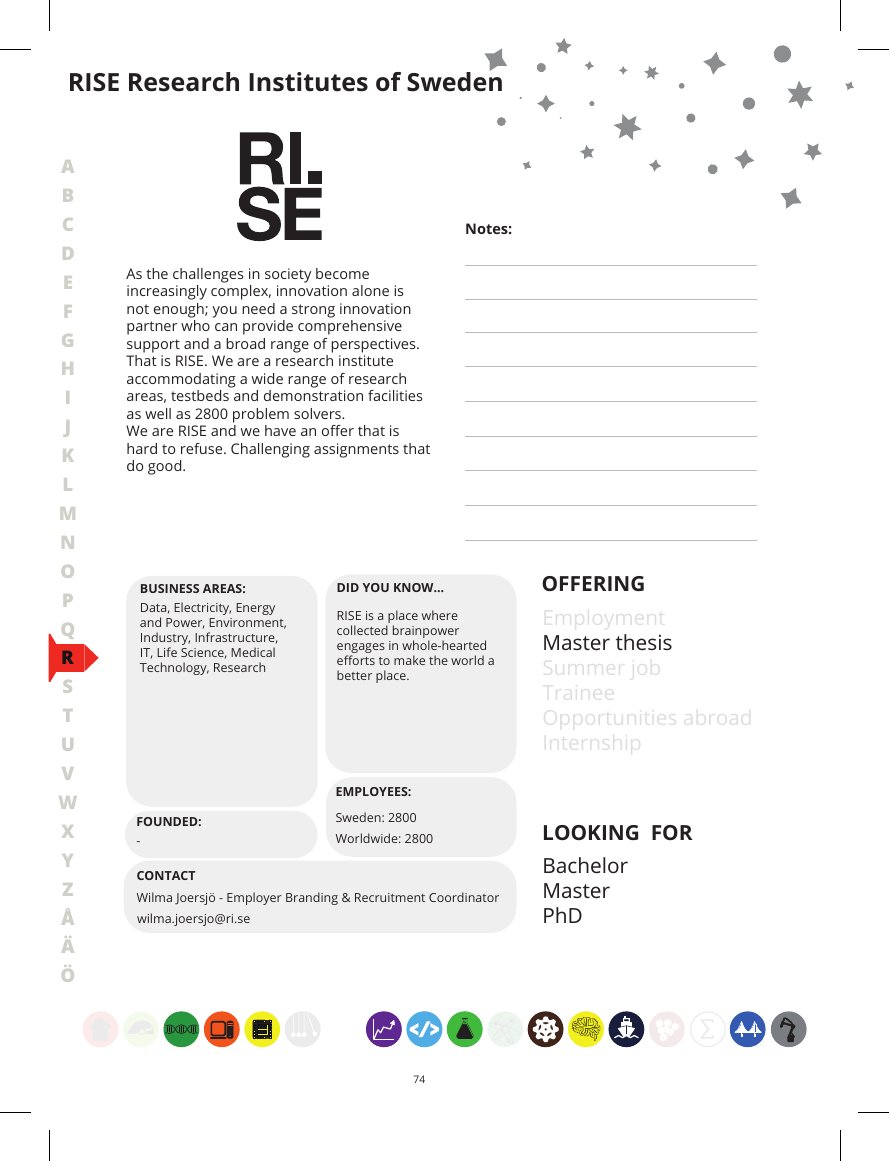 RISE Research Institutes of Sweden
RI.
SE
A
B
C
D
E
F
G
H
I
J
K
L
M
N
O
P
Q
R
S
T
U
V
W
X
Y
Z
Å
Ä
Ö
As the challenges in society become
increasingly complex, innovation alone is
not enough; you need a strong innovation
partner who can provide comprehensive
support and a broad range of perspectives.
That is RISE. We are a research institute
accommodating a wide range of research
areas, testbeds and demonstration facilities
as well as 2800 problem solvers.
We are RISE and we have an offer that is
hard to refuse. Challenging assignments that
do good.
Notes:
BUSINESS AREAS:
Data, Electricity, Energy
and Power, Environment,
Industry, Infrastructure,
IT, Life Science, Medical
Technology, Research
DID YOU KNOW...
RISE is a place where
collected brainpower
engages in whole-hearted
efforts to make the world a
better place.
FOUNDED:
-
EMPLOYEES:
Sweden: 2800
Worldwide: 2800
CONTACT
Wilma Joersjö - Employer Branding & Recruitment Coordinator
wilma.joersjo@ri.se
OFFERING
Employment
Master thesis
Summer job
Trainee
Opportunities abroad
Internship
LOOKING FOR
Bachelor
Master
PhD
</> Σ
74